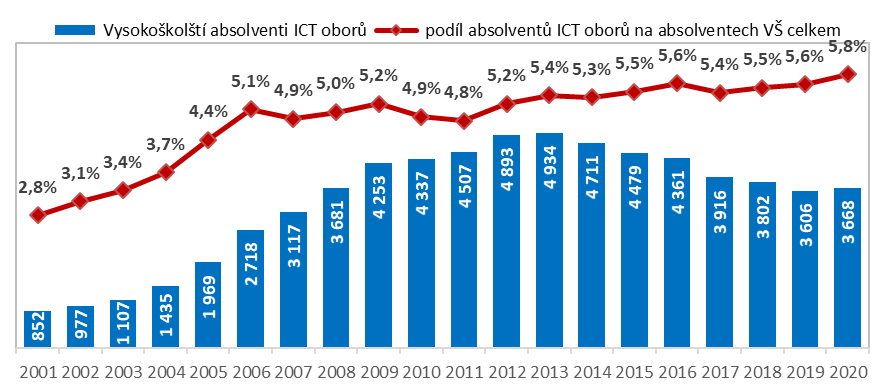 Vysokoškolští absolventi ICT oborů podíl absolventů ICT oborů na absolventech VŠ celkem
2,8% 3,1% 3,4% 3,7% 4,4% 5,1% 4,9% 5,0% 5,2% 4,9% 4,8% 5,2% 5,4% 5,3% 5,5% 5,6% 5,4% 5,5% 5,6% 5,8%
852 977 1 107 1 435 1 969 2 718 3 117 3 681 4 253 4 337 4 507 4 893 4 934 4 711 4 479 4 361 3 916 3 802 3 606 3 668
2001 2002 2003 2004 2005 2006 2007 2008 2009 2010 2011 2012 2013 2014 2015 2016 2017 2018 2019 2020